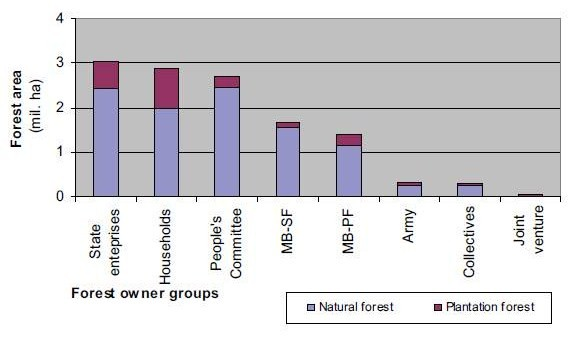 4
3
2
1
0
Forest area
(mil. ha)
State
enteprises
Households
People's
Committee
MB-SF
MB-PF
Army
Collectives
Joint
venture
Forest owner groups
Natural forest
Plantation forest